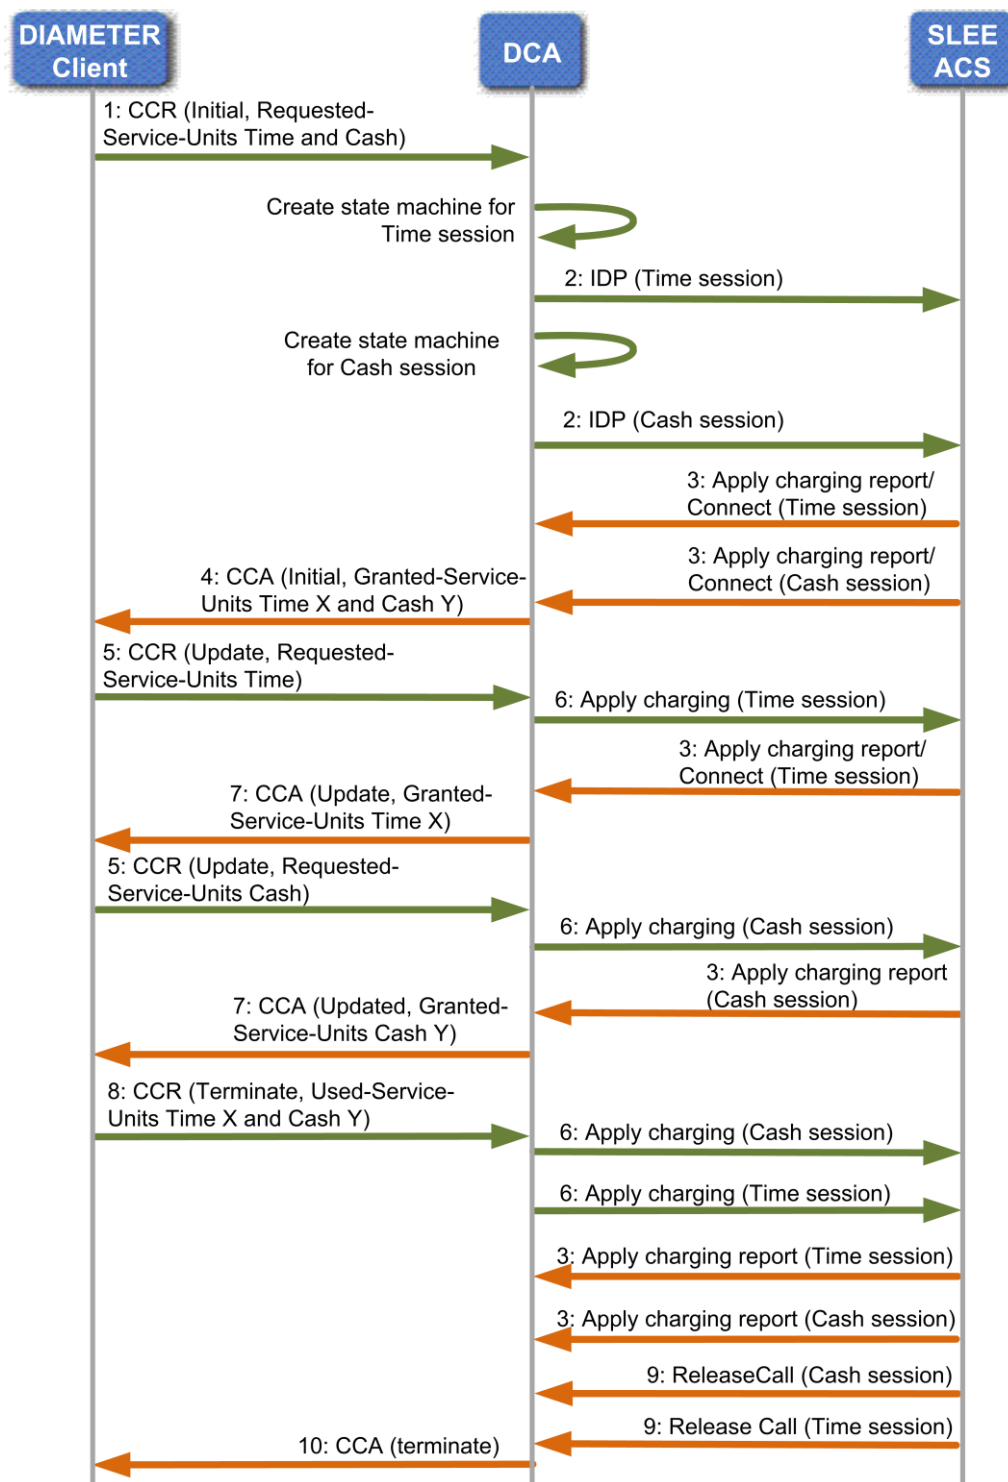 DIAMETER
Client
DCA
SLEE
ACS
1: CCR (Initial, Requested-
Service-Units Time and Cash)
Create state machine for
Time session
2: IDP (Time session)
Create state machine
for Cash session
2: IDP (Cash session)
3: Apply charging report/
Connect (Time session)
3: Apply charging report/
Connect (Cash session)
4: CCA (Initial, Granted-Service-
Units Time X and Cash Y)
5: CCR (Update, Requested-
Service-Units Time)
6: Apply charging (Time session)
3: Apply charging report/
Connect (Time session)
7: CCA (Update, Granted-
Service-Units Time X)
5: CCR (Update, Requested-
Service-Units Cash)
6: Apply charging (Cash session)
3: Apply charging report
(Cash session)
7: CCA (Updated, Granted-
Service-Units Cash Y)
8: CCR (Terminate, Used-Service-
Units Time X and Cash Y)
6: Apply charging (Cash session)
6: Apply charging (Time session)
3: Apply charging report (Time session)
3: Apply charging report (Cash session)
9: ReleaseCall (Cash session)
9: Release Call (Time session)
10: CCA (terminate)